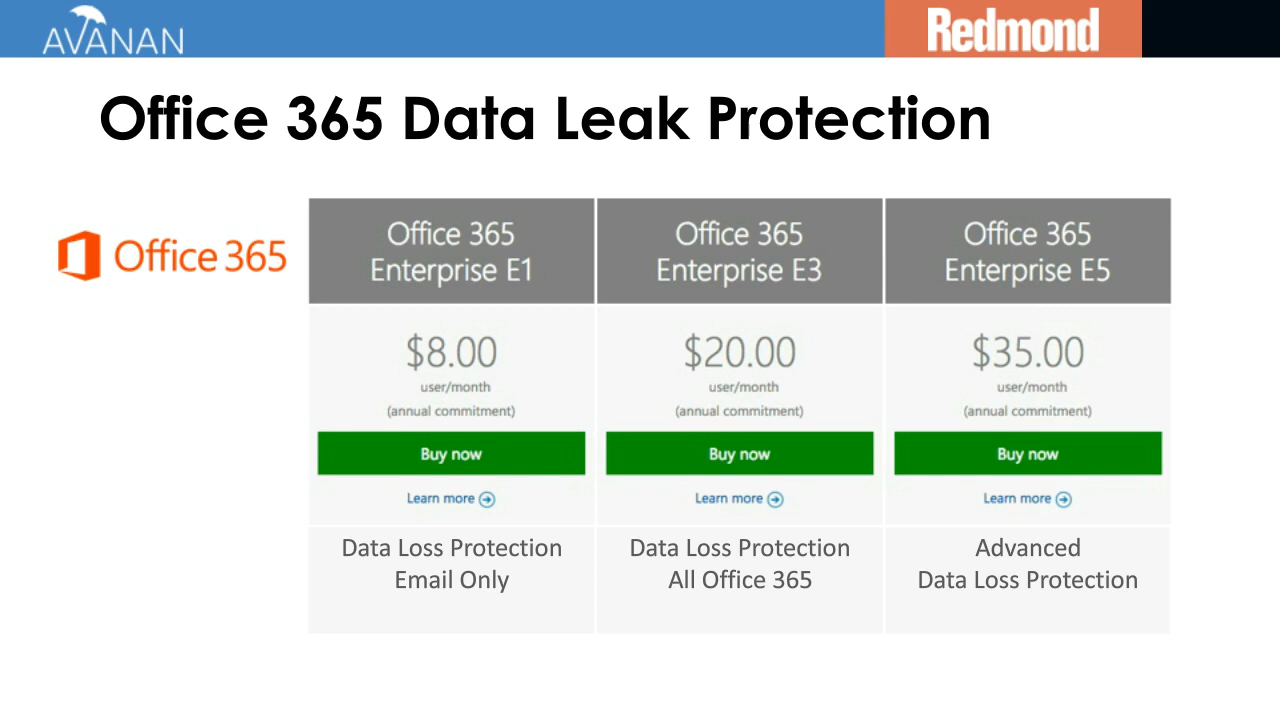 AVANAN
Redmond
Office 365 Data Leak Protection
Office 365
Office 365
Enterprise E1
Office 365
Enterprise E3
Office 365
Enterprise E5
$8.00
user/month
(annual commitment)
Buy now
Learn more
$20.00
user/month
(annual commitment)
Buy now
Learn more
$35.00
user/month
(annual commitment)
Buy now
Learn more
Data Loss Protection
Email Only
Data Loss Protection
All Office 365
Advanced
Data Loss Protection